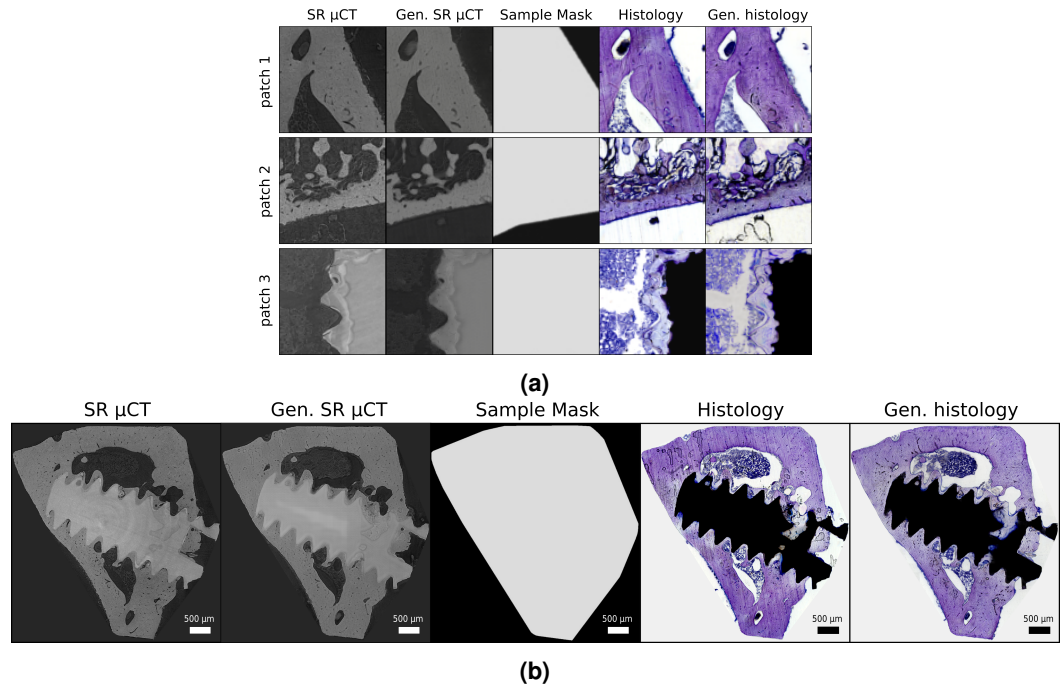 SR µCT Gen. SR µCT Sample Mask Histology Gen. histology
patch 1
patch 2
patch 3
(a)
SR µCT Gen. SR µCT Sample Mask Histology Gen. histology
500 µm 500 µm 500 µm 500 µm 500 µm
(b)